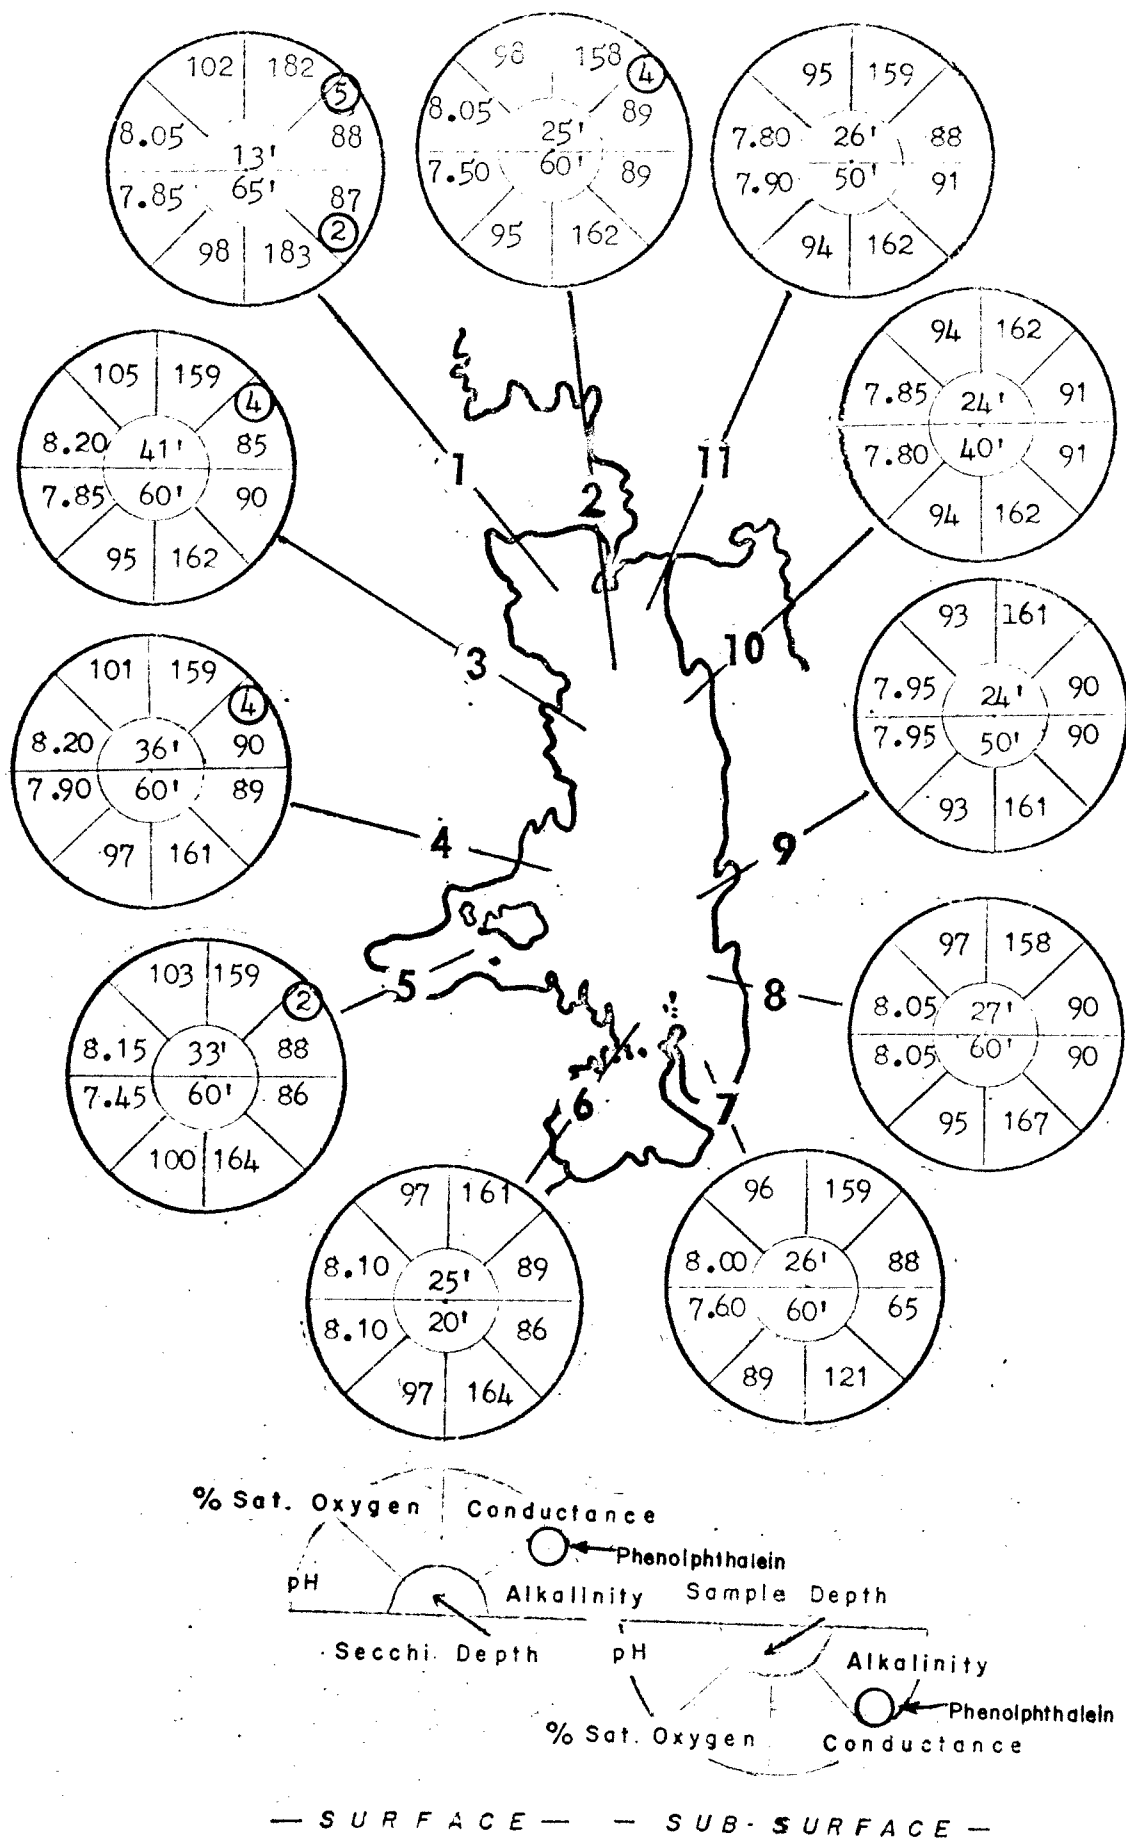 102 182
5
8.05 13' 88
7.85 65' 87
2
98 183
98 158
4
8.05 25' 89
7.50 60' 89
95 162
95 159
7.80 26' 88
7.90 50' 91
94 162
105 159
4
8.20 41' 85
7.85 60' 90
95 162
94 162
7.85 24' 91
7.80 40' 91
94 162
1
2
11
3
10
101 159
4
8.20 36' 90
7.90 60' 89
97 161
93 161
7.95 24' 90
7.95 50' 90
93 161
4
9
5
8
103 159
2
8.15 33' 88
7.45 60' 86
100 164
97 158
8.05 27' 90
8.05 60' 90
95 167
6
7
97 161
8.10 25' 89
8.10 20' 86
97 164
96 159
8.00 26' 88
7.60 60' 65
89 121
% Sat. Oxygen Conductance
Phenolphthalein
pH Alkalinity
Secchi Depth
Sample Depth
pH Alkalinity
Phenolphthalein
% Sat. Oxygen Conductance
— SURFACE — — SUB-SURFACE —